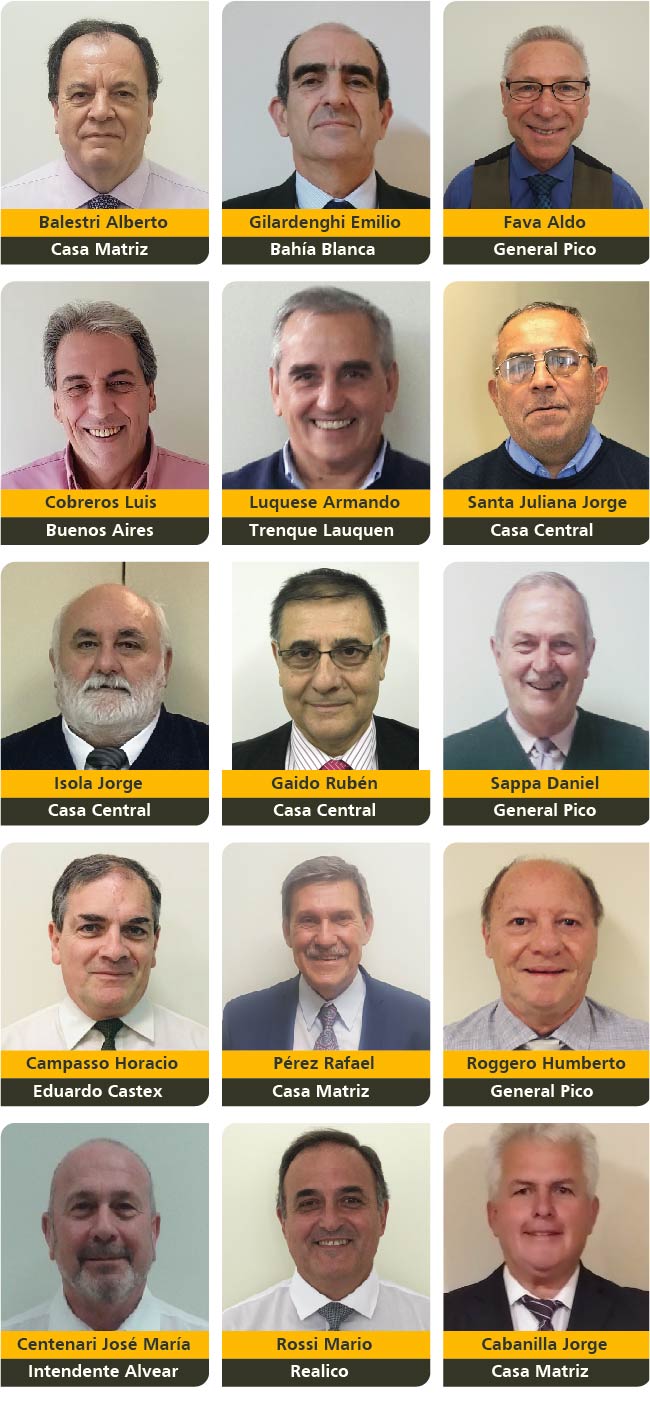 Balestri Alberto
Casa Matriz
Gilardenghi Emilio
Bahía Blanca
Fava Aldo
General Pico
Cobreros Luis
Buenos Aires
Luquese Armando
Trenque Lauquen
Santa Juliana Jorge
Casa Central
Isola Jorge
Casa Central
Gaido Rubén
Casa Central
Sappa Daniel
General Pico
Campasso Horacio
Eduardo Castex
Pérez Rafael
Casa Matriz
Roggero Humberto
General Pico
Centenari José María
Intendente Alvear
Rossi Mario
Realico
Cabanilla Jorge
Casa Matriz